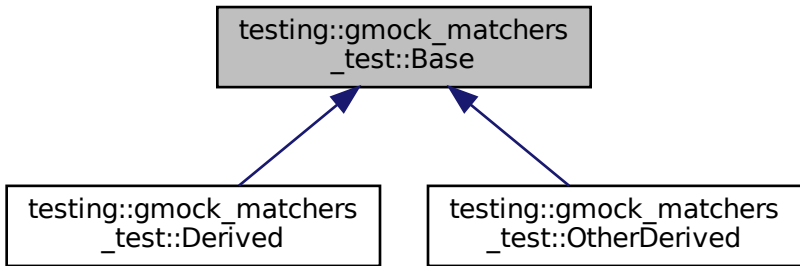 testing::gmock_matchers
_test::Base
testing::gmock_matchers
_test::Derived
testing::gmock_matchers
_test::OtherDerived